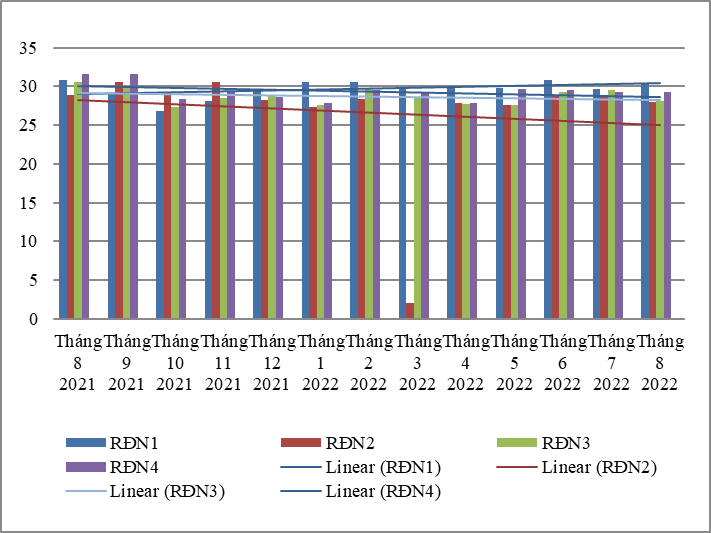 35
30
25
20
15
10
5
0
Tháng Tháng Tháng Tháng Tháng Tháng Tháng Tháng Tháng Tháng Tháng Tháng Tháng
8 9 10 11 12 1 2 3 4 5 6 7 8
2021 2021 2021 2021 2021 2022 2022 2022 2022 2022 2022 2022 2022
RĐN1 RĐN2 RĐN3
RĐN4 Linear (RĐN1) Linear (RĐN2)
Linear (RĐN3) Linear (RĐN4)